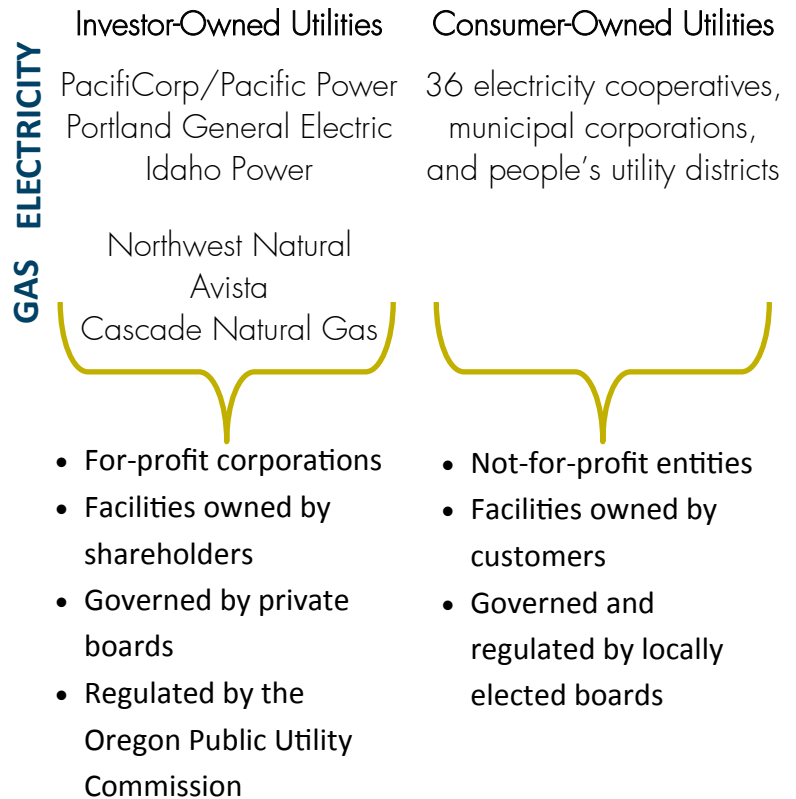 Investor-Owned Utilities
PacifiCorp/Pacific Power
Portland General Electric
Idaho Power
Northwest Natural
Avista
Cascade Natural Gas
• For-profit corporations
• Facilities owned by
shareholders
• Governed by private
boards
• Regulated by the
Oregon Public Utility
Commission
Consumer-Owned Utilities
36 electricity cooperatives,
municipal corporations,
and people's utility districts
• Not-for-profit entities
• Facilities owned by
customers
• Governed and
regulated by locally
elected boards
ELECTRICITY
GAS